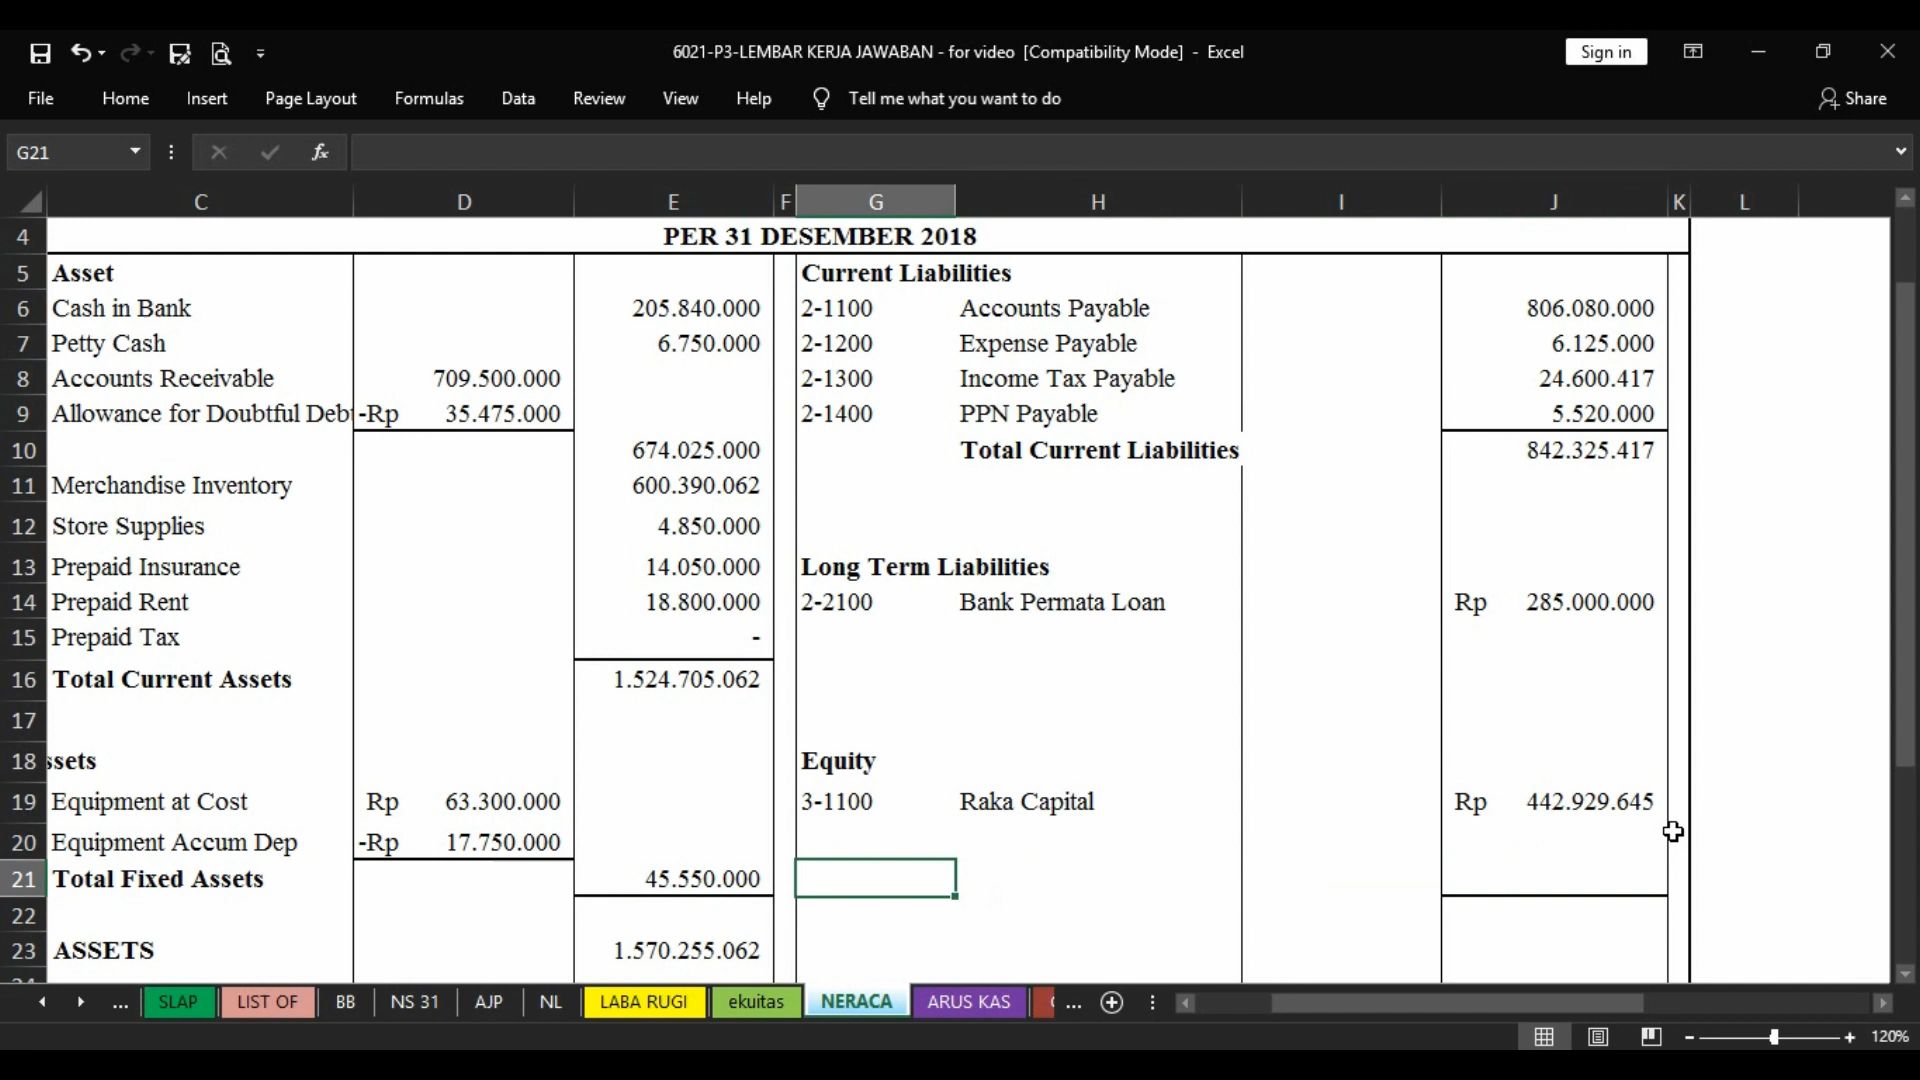 6021-P3-LEMBAR KERJA JAWABAN - for video [Compatibility Mode] - Excel
Sign in
File Home Insert Page Layout Formulas Data Review View Help Tell me what you want to do Share
G21 fx
C D E F G H I J K L
4 PER 31 DESEMBER 2018
5 Asset Current Liabilities
6 Cash in Bank 205.840.000 2-1100 Accounts Payable 806.080.000
7 Petty Cash 6.750.000 2-1200 Expense Payable 6.125.000
8 Accounts Receivable 709.500.000 2-1300 Income Tax Payable 24.600.417
9 Allowance for Doubtful Deb -Rp 35.475.000 2-1400 PPN Payable 5.520.000
10 674.025.000 Total Current Liabilities 842.325.417
11 Merchandise Inventory 600.390.062
12 Store Supplies 4.850.000
13 Prepaid Insurance 14.050.000 Long Term Liabilities
14 Prepaid Rent 18.800.000 2-2100 Bank Permata Loan Rp 285.000.000
15 Prepaid Tax -
16 Total Current Assets 1.524.705.062
17
18 ssets Equity
19 Equipment at Cost Rp 63.300.000 3-1100 Raka Capital Rp 442.929.645
20 Equipment Accum Dep -Rp 17.750.000
21 Total Fixed Assets 45.550.000
22
23 ASSETS 1.570.255.062
... SLAP LIST OF BB NS 31 AJP NL LABA RUGI ekuitas NERACA ARUS KAS ...
120%